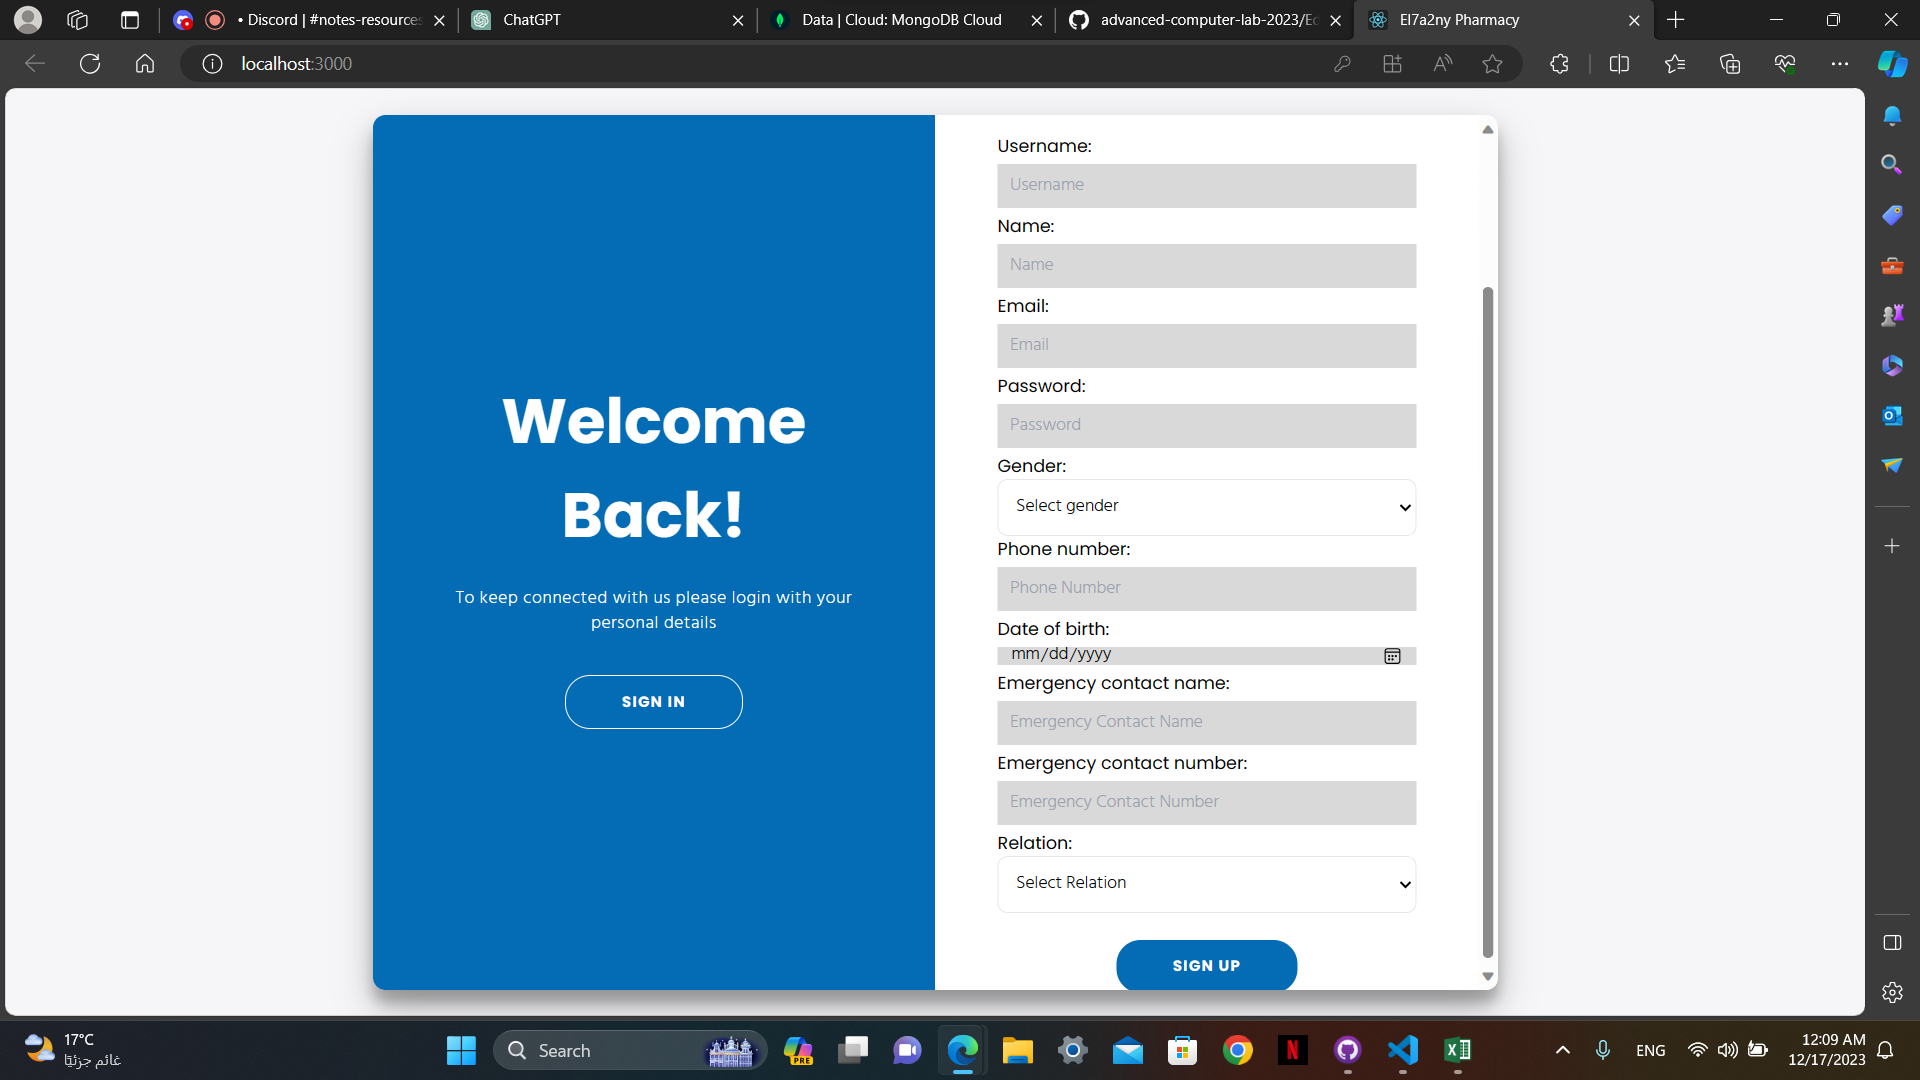 • Discord | #notes-resources
ChatGPT
Data | Cloud: MongoDB Cloud
advanced-computer-lab-2023/E
El7a2ny Pharmacy
localhost:3000
Welcome
Back!
To keep connected with us please login with your
personal details
SIGN IN
Username:
Username
Name:
Name
Email:
Email
Password:
Password
Gender:
Select gender
Phone number:
Phone Number
Date of birth:
mm/dd/yyyy
Emergency contact name:
Emergency Contact Name
Emergency contact number:
Emergency Contact Number
Relation:
Select Relation
SIGN UP
17°C
غائم جزئيًا
Search
PRE
ENG
12:09 AM
12/17/2023